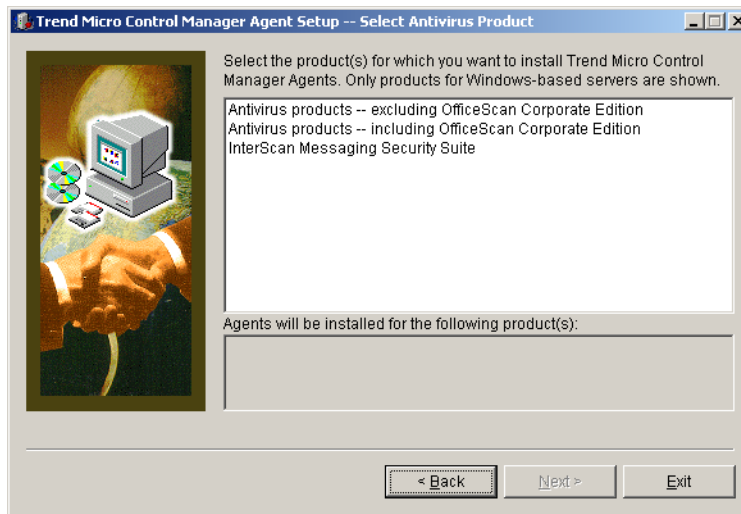 Trend Micro Control Manager Agent Setup -- Select Antivirus Product
Select the product(s) for which you want to install Trend Micro Control
Manager Agents. Only products for Windows-based servers are shown.
Antivirus products -- excluding OfficeScan Corporate Edition
Antivirus products -- including OfficeScan Corporate Edition
InterScan Messaging Security Suite
Agents will be installed for the following product(s):
< Back
Next >
Exit